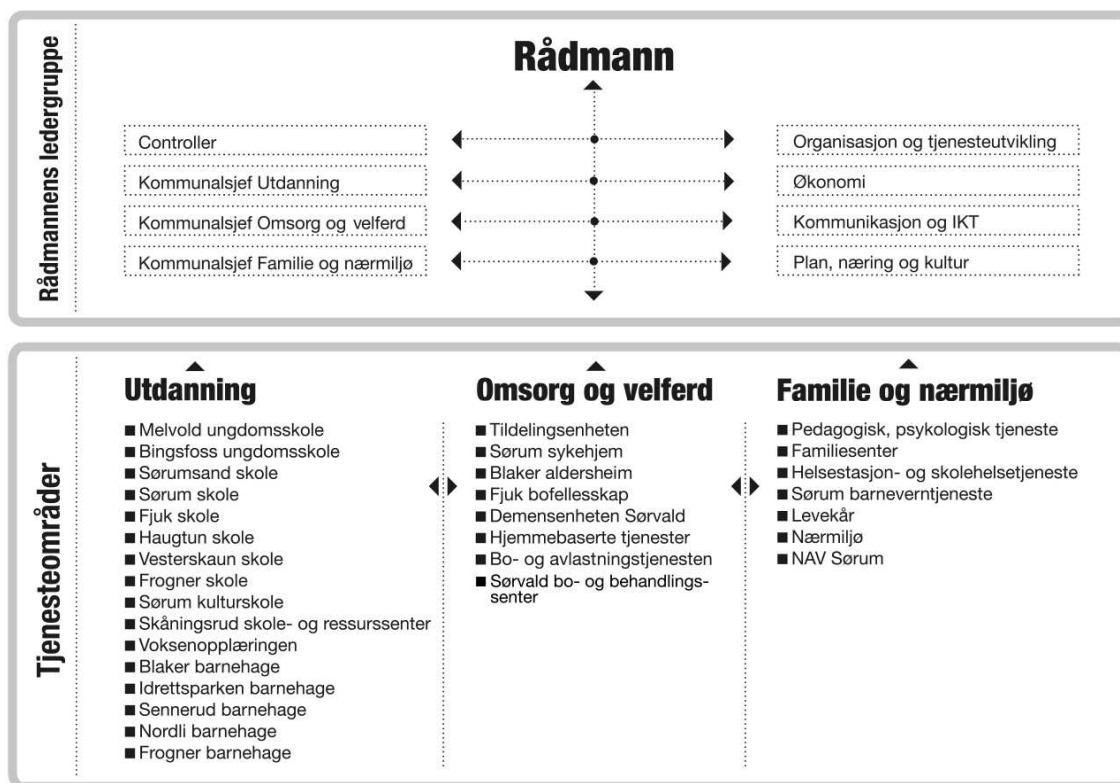 Rådmannens ledergruppe
Rådmann
Controller
Kommunalsjef Utdanning
Kommunalsjef Omsorg og velferd
Kommunalsjef Familie og nærmiljø
Organisasjon og tjenesteutvikling
Økonomi
Kommunikasjon og IKT
Plan, næring og kultur
Tjenesteområder
Utdanning
■ Melvold ungdomsskole
■ Bingsfoss ungdomsskole
■ Sørumsand skole
■ Sørum skole
■ Fjuk skole
■ Haugtun skole
■ Vesterskaun skole
■ Frogner skole
■ Sørum kulturskole
■ Skåningsrud skole- og ressurssenter
■ Voksenopplæringen
■ Blaker barnehage
■ Idrettsparken barnehage
■ Sennerud barnehage
■ Nordli barnehage
■ Frogner barnehage
Omsorg og velferd
■ Tildelingsenheten
■ Sørum sykehjem
■ Blaker aldersheim
■ Fjuk bofellesskap
■ Demensenheten Sørvald
■ Hjemmebaserte tjenester
■ Bo- og avlastningstjenesten
■ Sørvald bo- og behandlings-
senter
Familie og nærmiljø
■ Pedagogisk, psykologisk tjeneste
■ Familiesenter
■ Helsestasjon- og skolehelsetjeneste
■ Sørum barneverntjeneste
■ Levekår
■ Nærmiljø
■ NAV Sørum